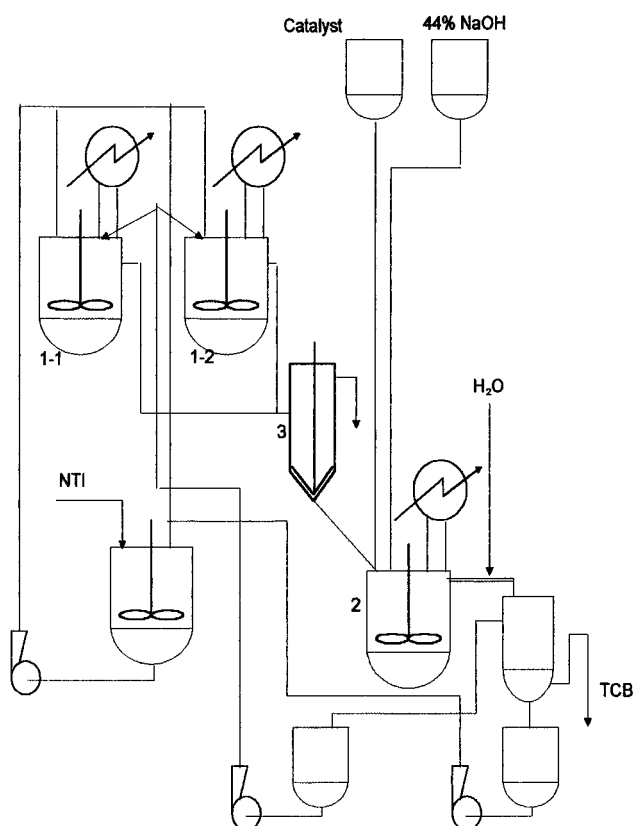 Catalyst
44% NaOH
1-1
1-2
H₂O
3
NTI
2
TCB